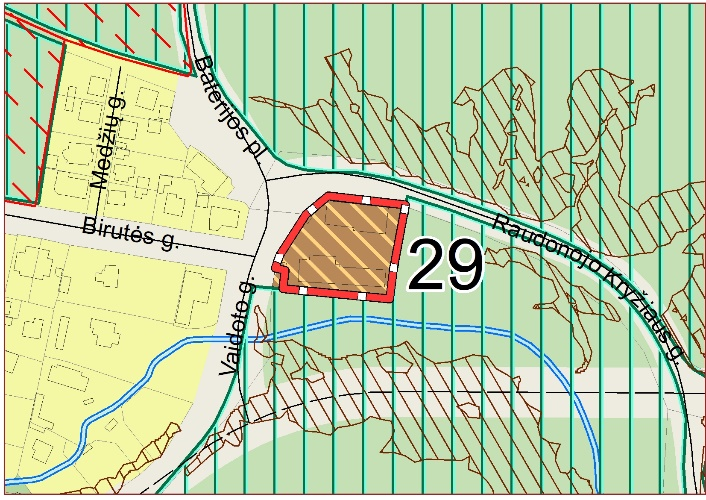 Baterijos pl.
Medžių g.
Birutės g.
Raudonojo Kryžiaus g.
29
Vaidoto g.